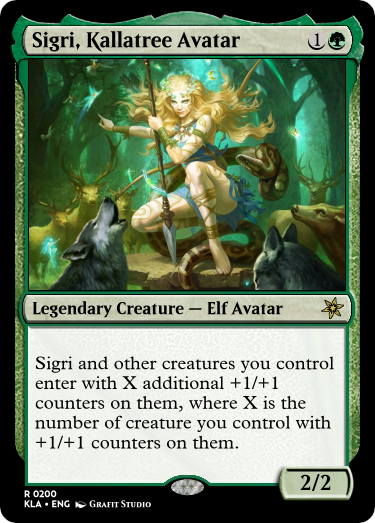 Sigri, Kallatree Avatar 1
Legendary Creature — Elf Avatar
Sigri and other creatures you control
enter with X additional +1/+1
counters on them, where X is the
number of creature you control with
+1/+1 counters on them.
2/2
R 0200
KLA • ENG Grafit Studio